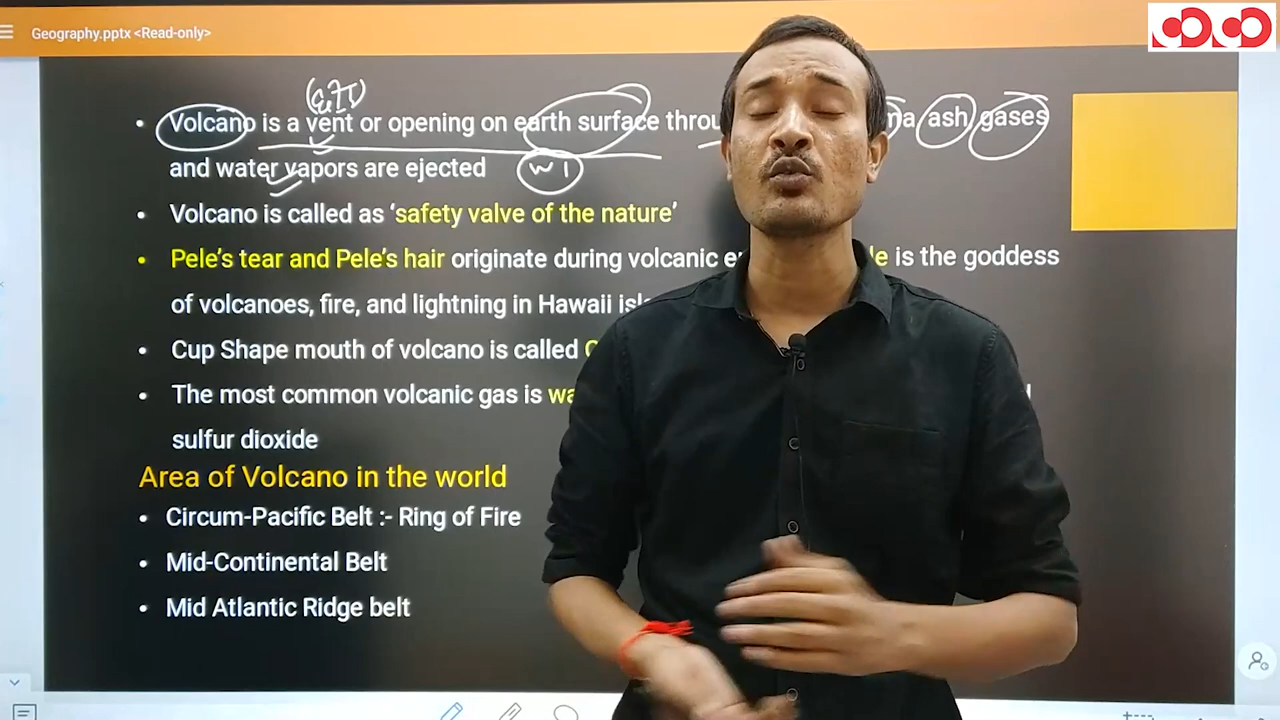 Geography.pptx <Read-only>
Volcano is a vent or opening on earth surface ash gases
and water vapors are ejected
Volcano is called as ‘safety valve of the nature’
Pele’s tear and Pele’s hair originate during volcanic is the goddess
of volcanoes, fire, and lightning in Hawaii
Cup Shape mouth of volcano is called
The most common volcanic gas is
sulfur dioxide
Area of Volcano in the world
Circum-Pacific Belt :- Ring of Fire
Mid-Continental Belt
Mid Atlantic Ridge belt